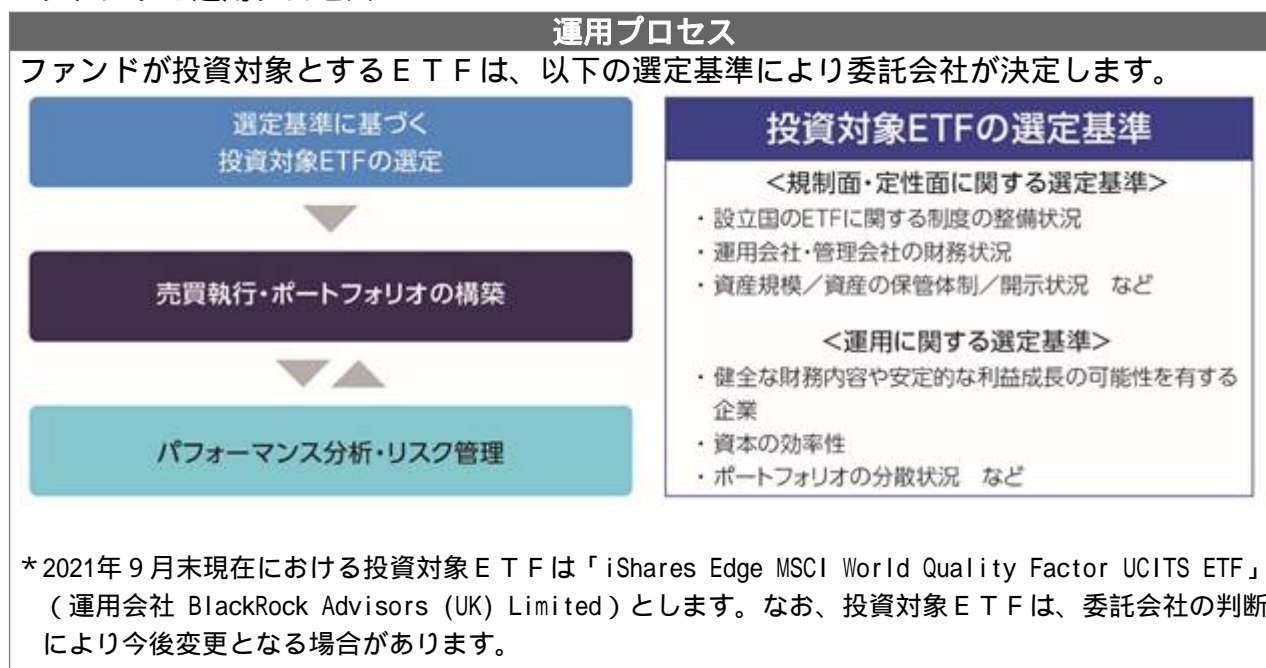 運用プロセス
ファンドが投資対象とするＥＴＦは、以下の選定基準により委託会社が決定します。
選定基準に基づく
投資対象ETFの選定
売買執行・ポートフォリオの構築
パフォーマンス分析・リスク管理
投資対象ETFの選定基準
＜規制面・定性面に関する選定基準＞
・設立国のETFに関する制度の整備状況
・運用会社・管理会社の財務状況
・資産規模／資産の保管体制／開示状況　など
＜運用に関する選定基準＞
・健全な財務内容や安定的な利益成長の可能性を有する
企業
・資本の効率性
・ポートフォリオの分散状況　など
＊2021年９月末現在における投資対象ＥＴＦは「iShares Edge MSCI World Quality Factor UCITS ETF」
（運用会社 BlackRock Advisors (UK) Limited）とします。なお、投資対象ＥＴＦは、委託会社の判断
により今後変更となる場合があります。